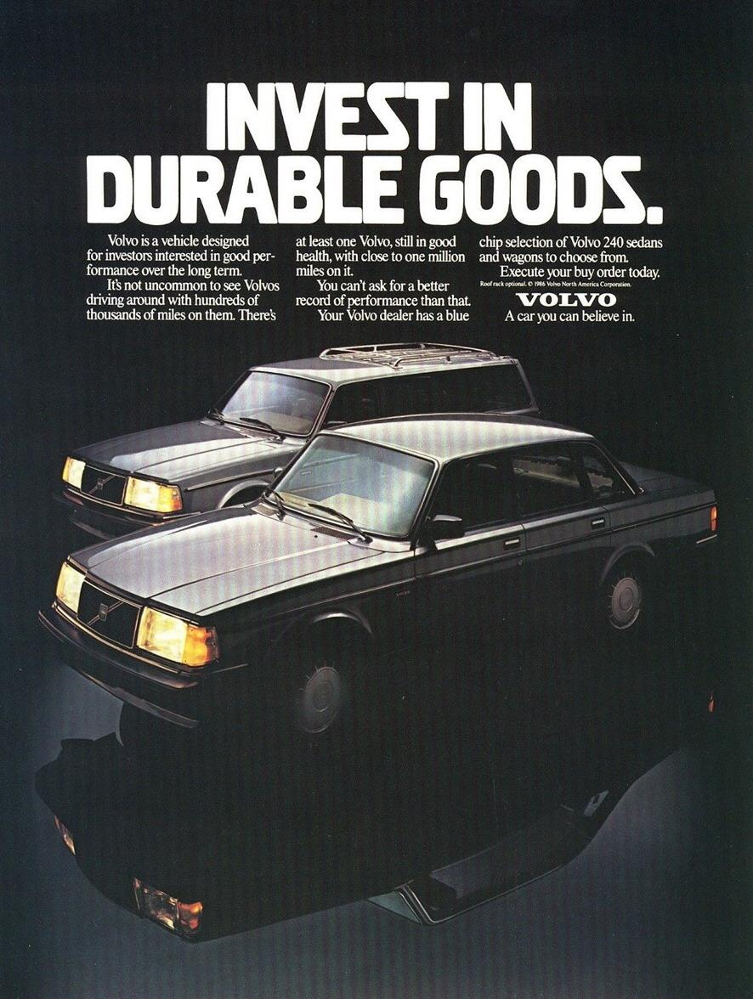 INVEST IN
DURABLE GOODS.
Volvo is a vehicle designed
for investors interested in good per-
formance over the long term.
It's not uncommon to see Volvos
driving around with hundreds of
thousands of miles on them. There's
at least one Volvo, still in good
health, with close to one million
miles on it.
You can't ask for a better
record of performance than that.
Your Volvo dealer has a blue
chip selection of Volvo 240 sedans
and wagons to choose from.
Execute your buy order today.
Roof rack optional. © 1986 Volvo North America Corporation.
VOLVO
A car you can believe in.